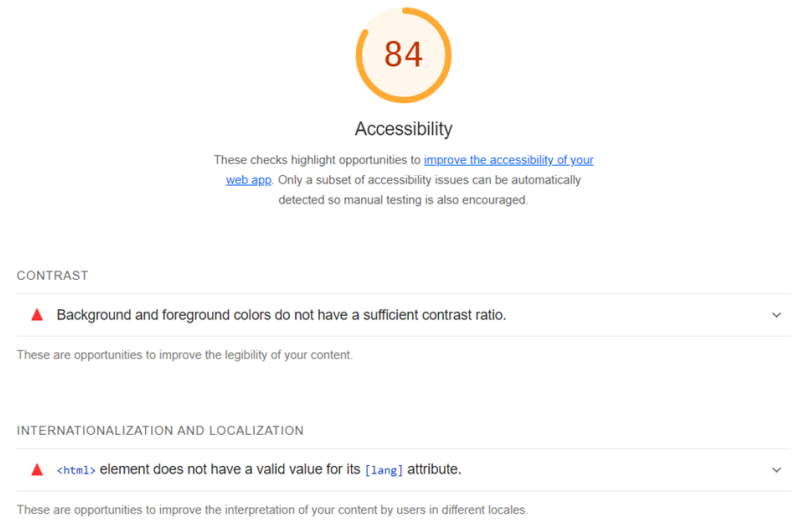 84
Accessibility
These checks highlight opportunities to improve the accessibility of your
web app. Only a subset of accessibility issues can be automatically
detected so manual testing is also encouraged.
CONTRAST
Background and foreground colors do not have a sufficient contrast ratio.
These are opportunities to improve the legibility of your content.
INTERNATIONALIZATION AND LOCALIZATION
<html> element does not have a valid value for its [lang] attribute.
These are opportunities to improve the interpretation of your content by users in different locales.